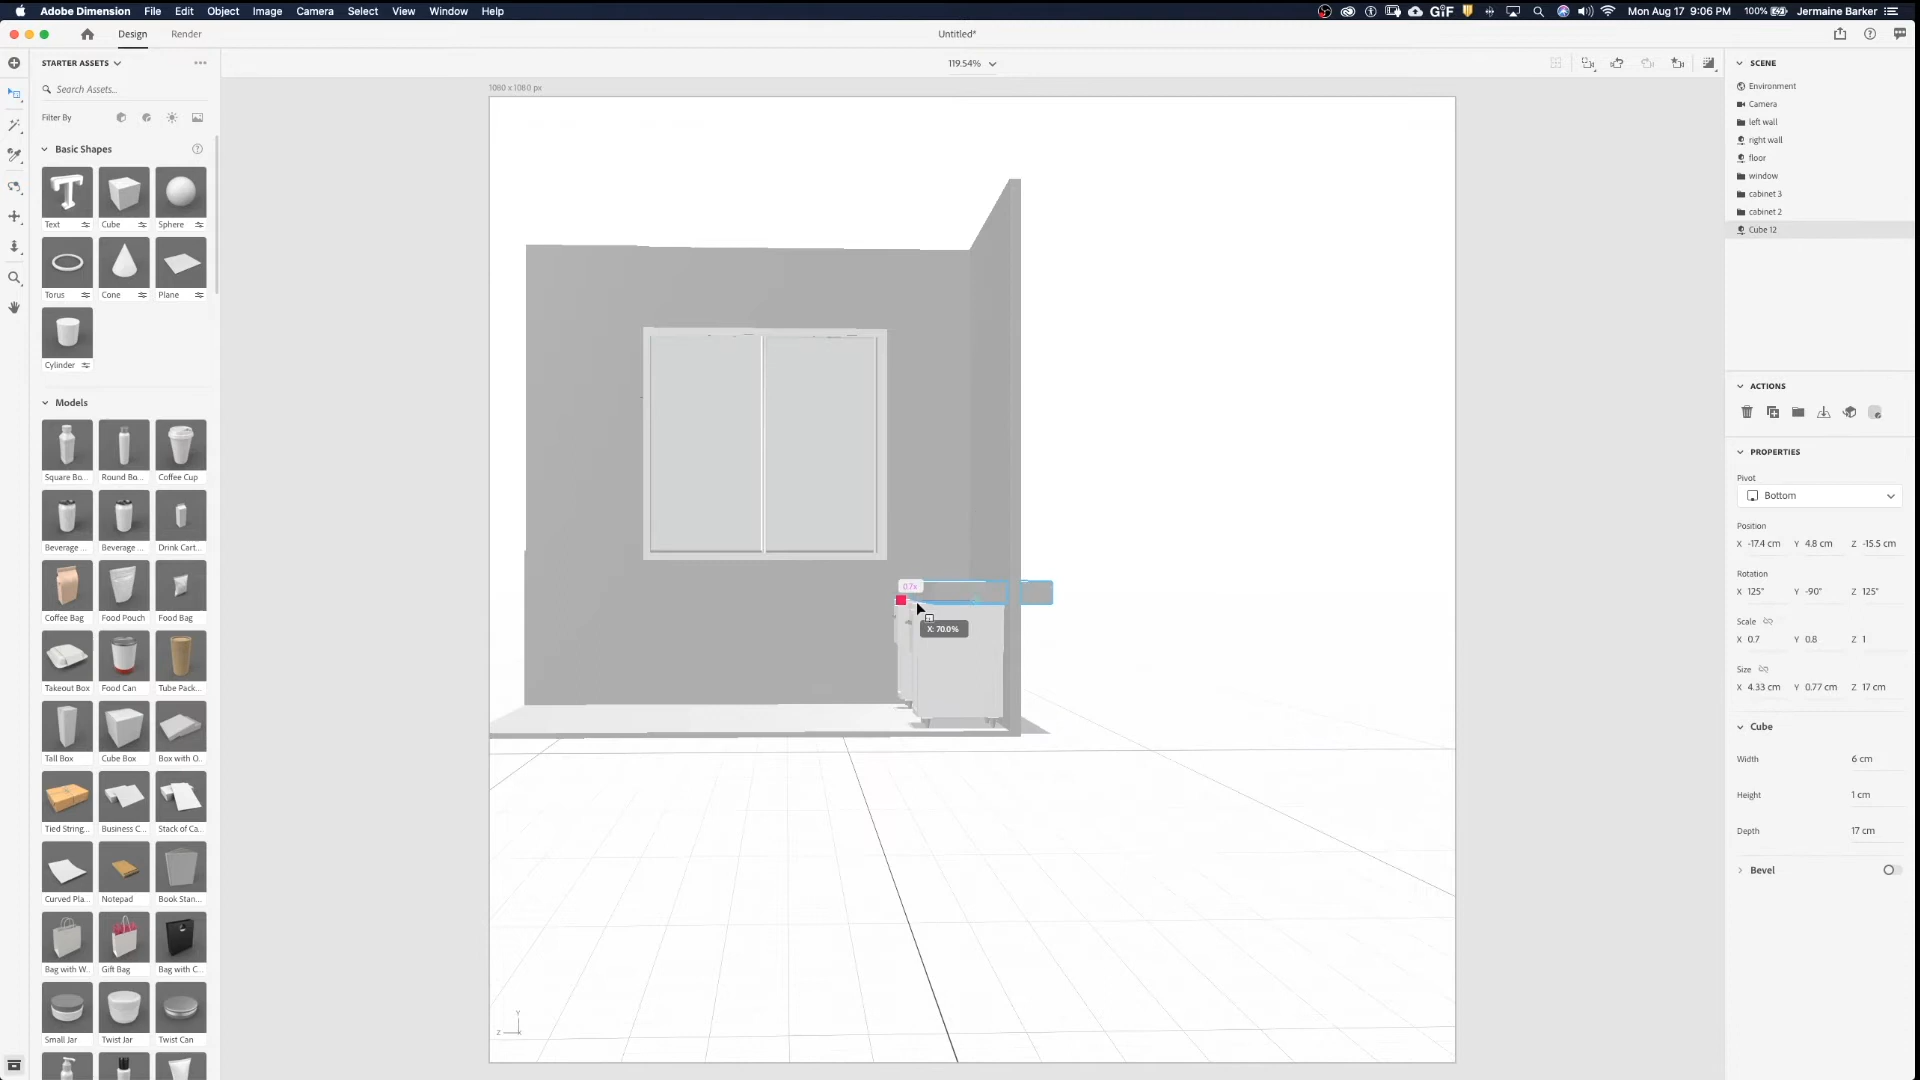 Adobe Dimension File Edit Object Image Camera Select View Window Help
GIF Mon Aug 17 9:06 PM 100% Jermaine Barker
Design Render
Untitled*
STARTER ASSETS
Search Assets...
Filter By
Basic Shapes
Text Cube Sphere
Torus Cone Plane
Cylinder
Models
Square Bo... Round Bo... Coffee Cup
Beverage ... Beverage ... Drink Cart...
Coffee Bag Food Pouch Food Bag
Takeout Box Food Can Tube Pack...
Tall Box Cube Box Box with O...
Tied String... Business C... Stack of Ca...
Curved Pla... Notepad Book Stan...
Bag with W... Gift Bag Bag with C...
Small Jar Twist Jar Twist Can
119.54%
1080 x 1080 px
0.7x
X: 70.0%
Y
Z X
SCENE
Environment
Camera
left wall
right wall
floor
window
cabinet 3
cabinet 2
Cube 12
ACTIONS
PROPERTIES
Pivot
Bottom
Position
X -17.4 cm Y 4.8 cm Z -15.5 cm
Rotation
X 125° Y -90° Z 125°
Scale
X 0.7 Y 0.8 Z 1
Size
X 4.33 cm Y 0.77 cm Z 17 cm
Cube
Width 6 cm
Height 1 cm
Depth 17 cm
Bevel